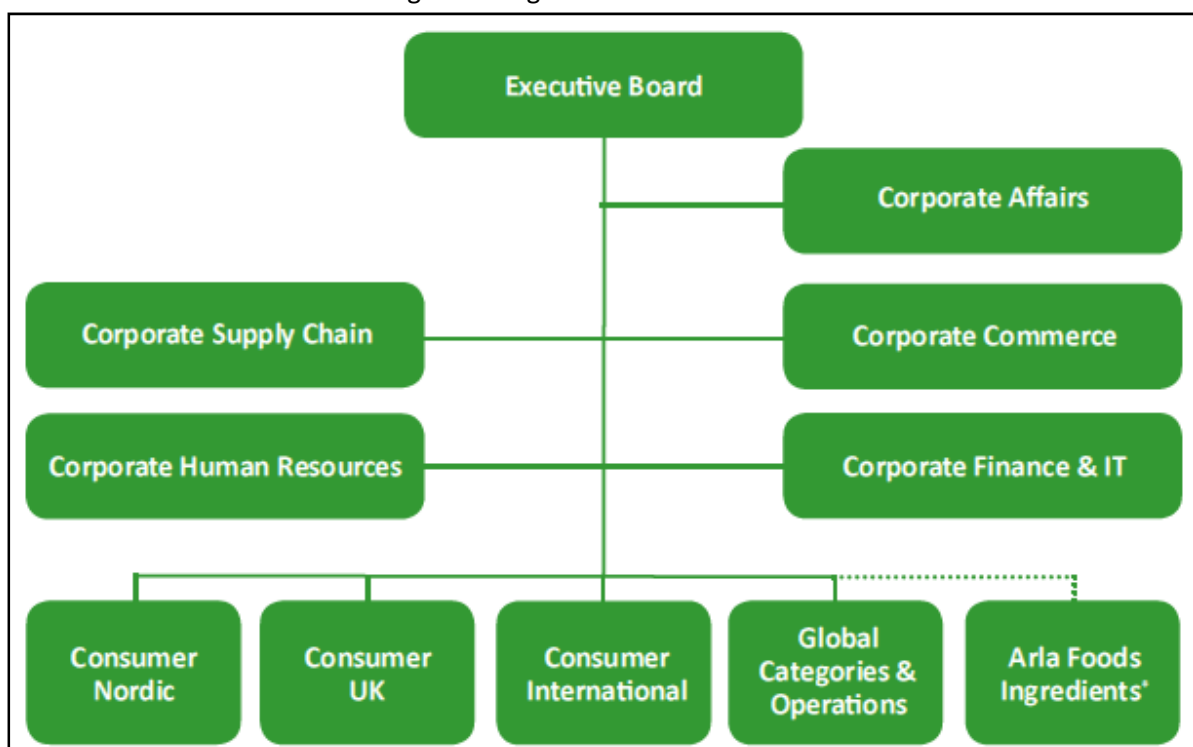 Executive Board
Corporate Affairs
Corporate Supply Chain
Corporate Commerce
Corporate Human Resources
Corporate Finance & IT
Consumer
Nordic
Consumer
UK
Consumer
International
Global
Categories &
Operations
Arla Foods
Ingredients*